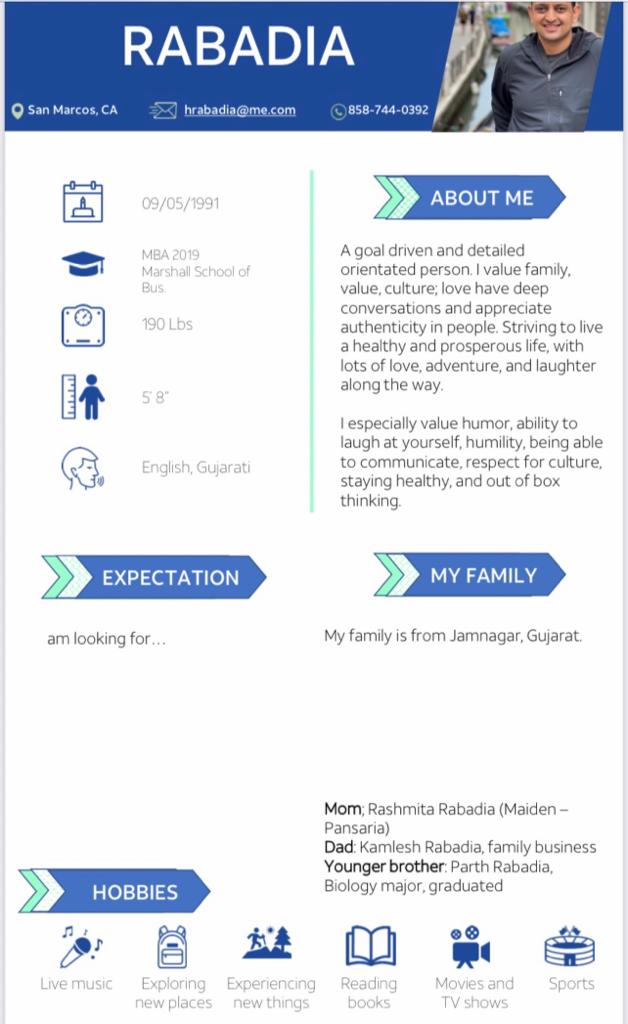 RABADIA
San Marcos, CA
hrabadia@me.com
858-744-0392
09/05/1991
MBA 2019
Marshall School of
Bus.
190 Lbs
5' 8"
English, Gujarati
ABOUT ME
A goal driven and detailed
orientated person. I value family,
value, culture; love have deep
conversations and appreciate
authenticity in people. Striving to live
a healthy and prosperous life, with
lots of love, adventure, and laughter
along the way.
I especially value humor, ability to
laugh at yourself, humility, being able
to communicate, respect for culture,
staying healthy, and out of box
thinking.
EXPECTATION
am looking for...
MY FAMILY
My family is from Jamnagar, Gujarat.
Mom; Rashmita Rabadia (Maiden –
Pansaria)
Dad: Kamlesh Rabadia, family business
Younger brother: Parth Rabadia,
Biology major, graduated
HOBBIES
Live music
Exploring
new places
Experiencing
new things
Reading
books
Movies and
TV shows
Sports